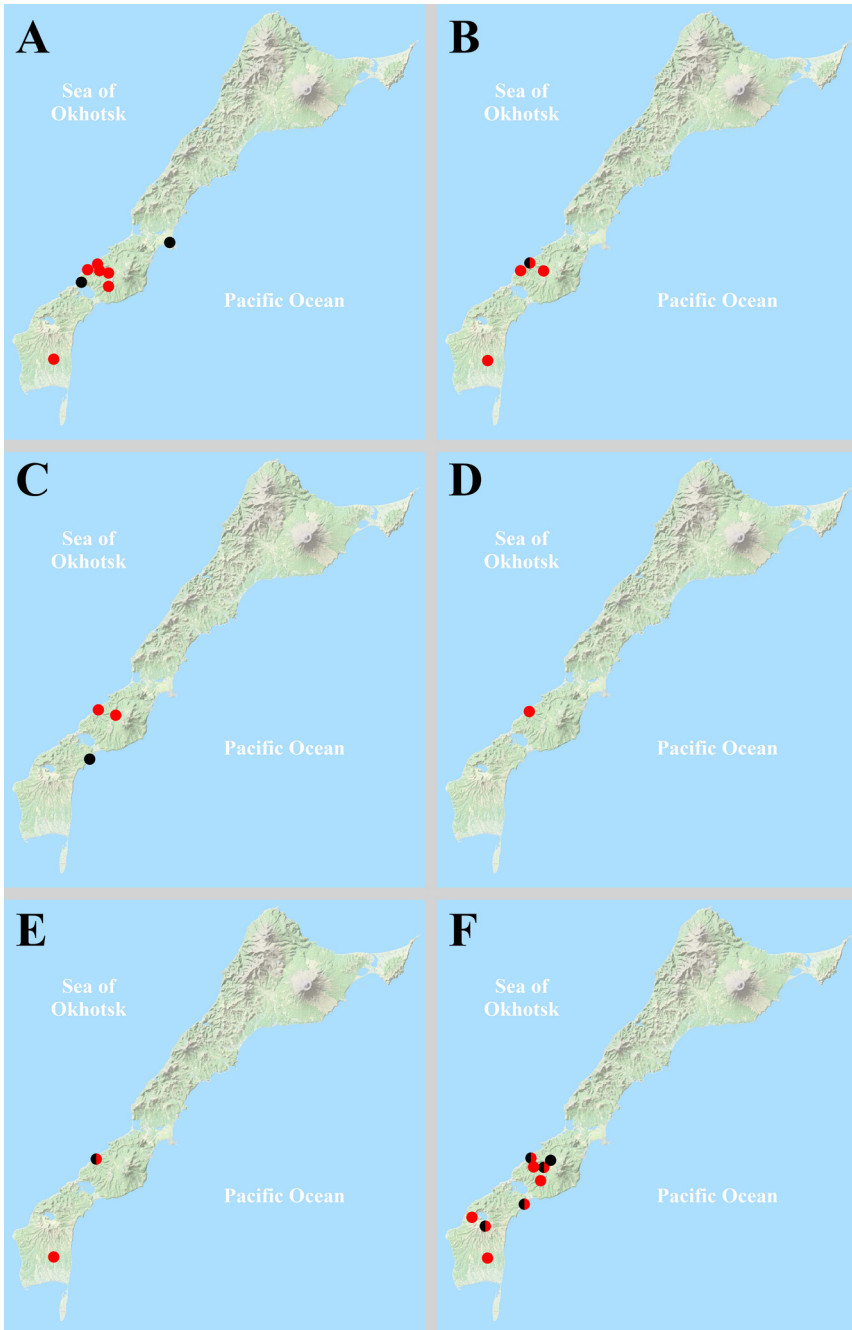 A
Sea of
Okhotsk
Pacific Ocean
B
Sea of
Okhotsk
Pacific Ocean
C
Sea of
Okhotsk
Pacific Ocean
D
Sea of
Okhotsk
Pacific Ocean
E
Sea of
Okhotsk
Pacific Ocean
F
Sea of
Okhotsk
Pacific Ocean